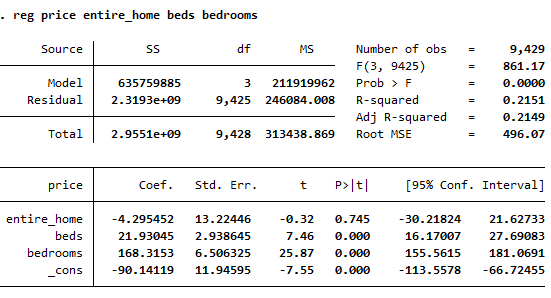 . reg price entire_home beds bedrooms
Source SS df MS Number of obs = 9,429
F(3, 9425) = 861.17
Model 635759885 3 211919962 Prob > F = 0.0000
Residual 2.3193e+09 9,425 246084.008 R-squared = 0.2151
Adj R-squared = 0.2149
Total 2.9551e+09 9,428 313438.869 Root MSE = 496.07
price Coef. Std. Err. t P>|t| [95% Conf. Interval]
entire_home -4.295452 13.22446 -0.32 0.745 -30.21824 21.62733
beds 21.93045 2.938645 7.46 0.000 16.17007 27.69083
bedrooms 168.3153 6.506325 25.87 0.000 155.5615 181.0691
_cons -90.14119 11.94595 -7.55 0.000 -113.5578 -66.72455